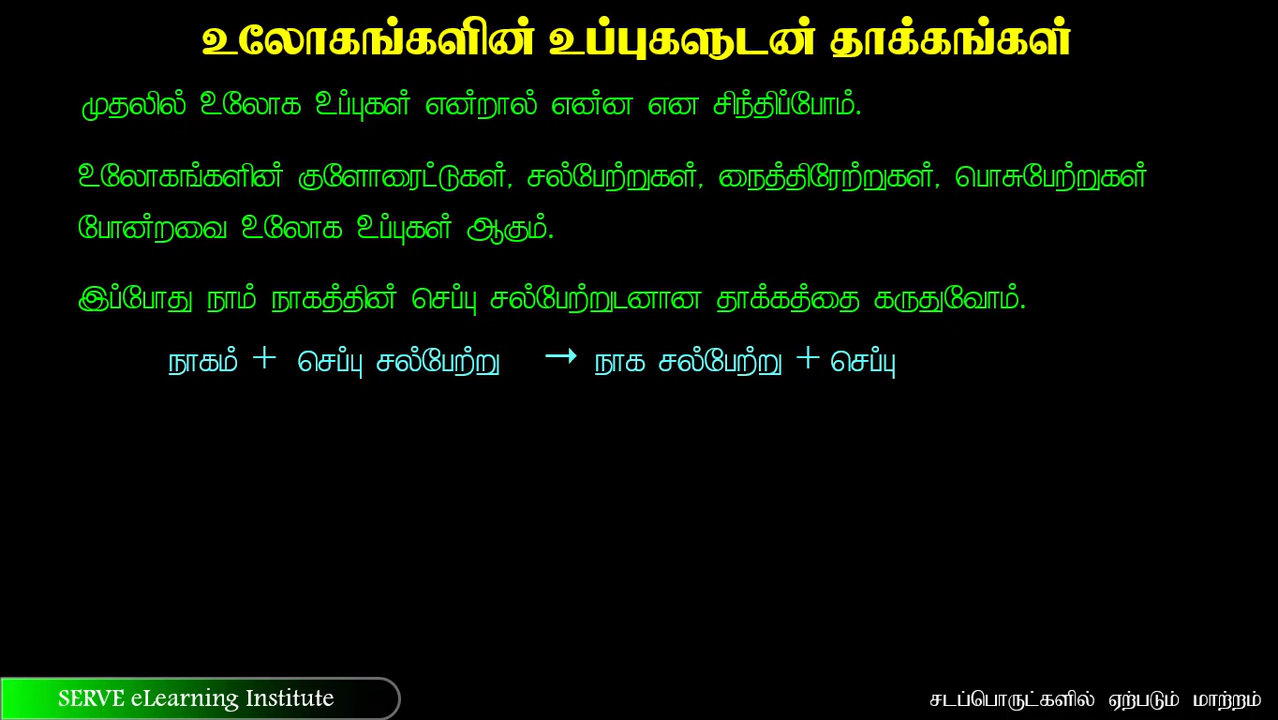 உலோகங்களின் உப்புகளுடன் தாக்கங்கள்
முதலில் உலோக உப்புகள் என்றால் என்ன என சிந்திப்போம்.
உலோகங்களின் குளோரைட்டுகள், சல்பேற்றுகள், நைத்திரேற்றுகள், பொசுபேற்றுகள்
போன்றவை உலோக உப்புகள் ஆகும்.
இப்போது நாம் நாகத்தின் செப்பு சல்பேற்றுடனான தாக்கத்தை கருதுவோம்.
நாகம் + செப்பு சல்பேற்று → நாக சல்பேற்று + செப்பு
SERVE eLearning Institute
சடப்பொருட்களில் ஏற்படும் மாற்றம்